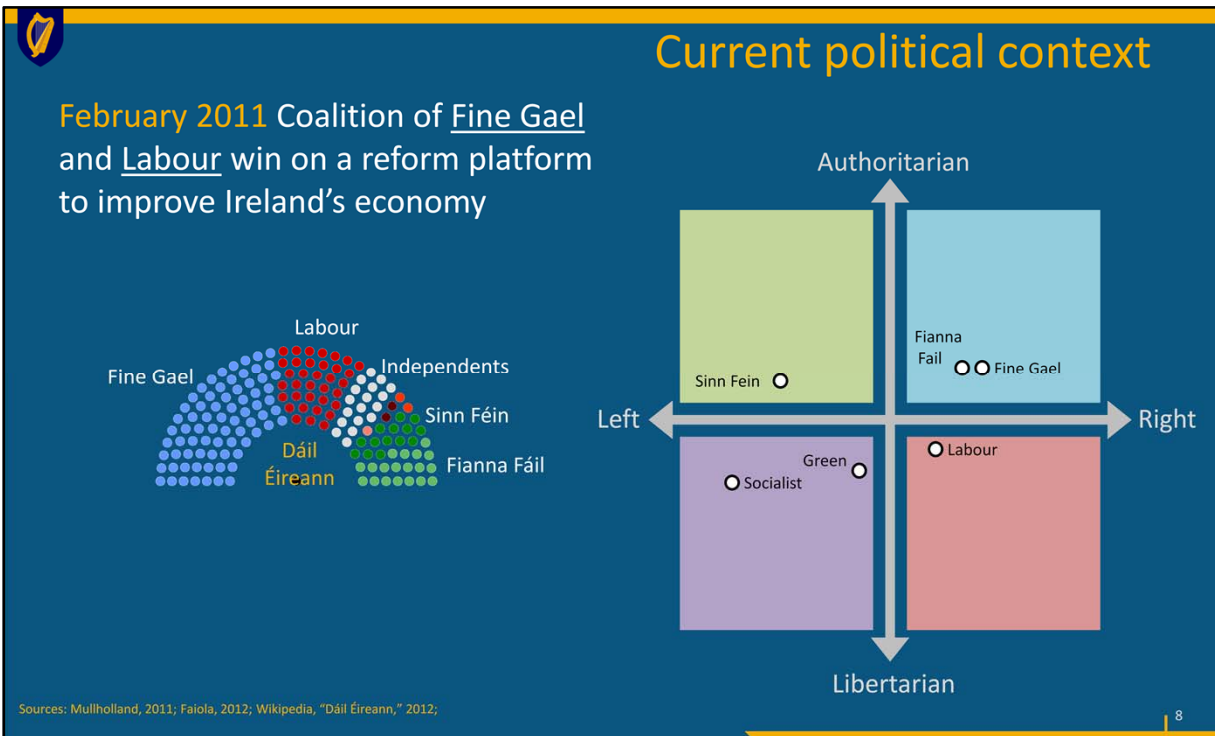 Current political context
February 2011 Coalition of Fine Gael
and Labour win on a reform platform
to improve Ireland's economy
Labour
Fine Gael
Independents
Sinn Féin
Dáil
Éireann
Fianna Fáil
Authoritarian
Fianna
Fail
Fine Gael
Sinn Fein
Left
Right
Labour
Green
Socialist
Libertarian
Sources: Mullholland, 2011; Faiola, 2012; Wikipedia, “Dáil Éireann,” 2012;
8